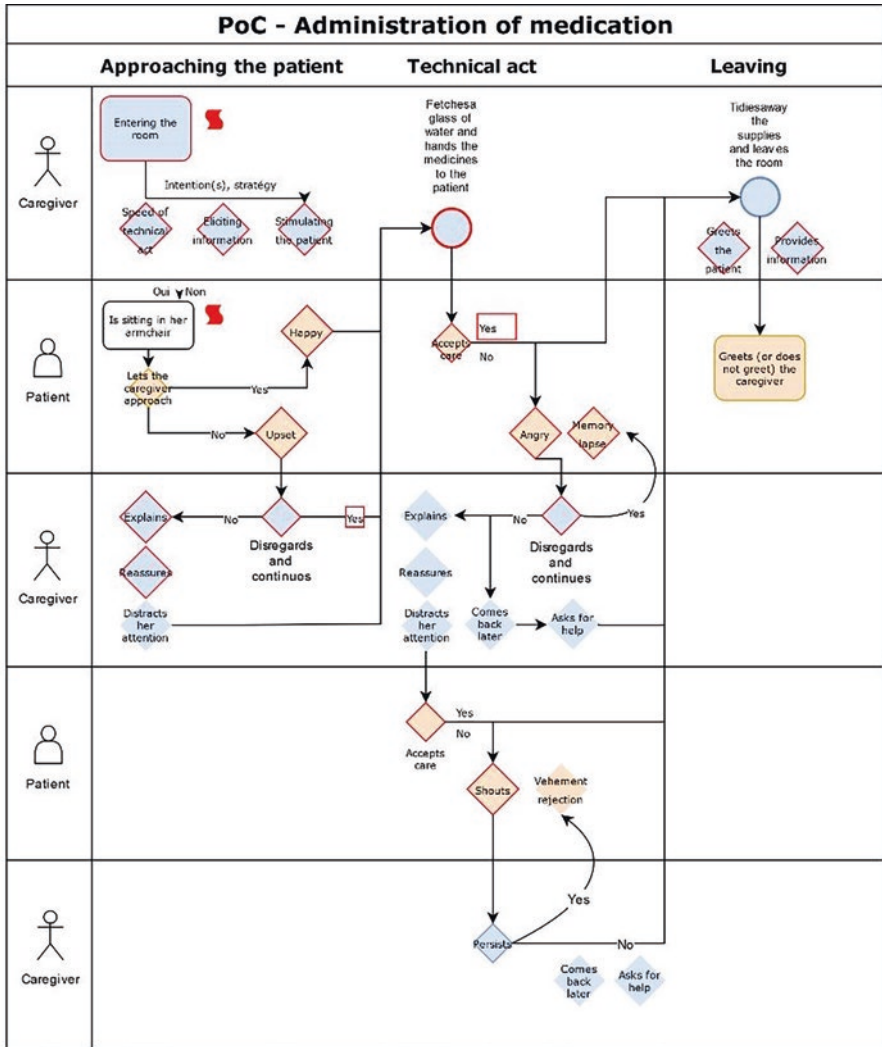 PoC - Administration of medication
Approaching the patient
Technical act
Leaving
Caregiver
Entering the
room
Intention(s), stratégy
Speed of
technical
act
Eliciting
information
Stimulating
the patient
Fetchesa
glass of
water and
hands the
medicines
to the
patient
Tidiesaway
the
supplies
and leaves
the room
Greets
the
patient
Provides
information
Patient
Oui
Non
Is sitting in her
armchair
Lets the
caregiver
approach
Yes
Happy
No
Upset
Accepts
care
Yes
No
Angry
Memory
lapse
Greets (or does
not greet) the
caregiver
Caregiver
Explains
No
Yes
Disregards
and
continuos
Reassures
Distracts
her
attention
Explains
No
Yes
Disregards
and
continues
Reassures
Distracts
her
attention
Comes
back
later
Asks for
help
Patient
Yes
No
Accepts
care
Shouts
Vehement
rejection
Caregiver
Yes
Persists
No
Comes
back
later
Asks for
help